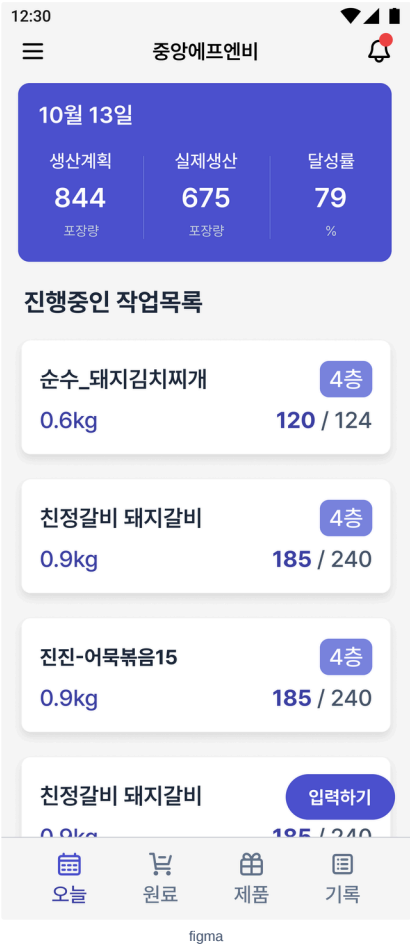 12:30
중앙에프엔비
10월 13일
생산계획 실제생산 달성률
844 675 79
포장량 포장량 %
진행중인 작업목록
순수_돼지김치찌개 4층
0.6kg 120 / 124
친정갈비 돼지갈비 4층
0.9kg 185 / 240
진진-어묵볶음15 4층
0.9kg 185 / 240
친정갈비 돼지갈비 입력하기
0.9kg 185 / 240
오늘 원료 제품 기록
figma